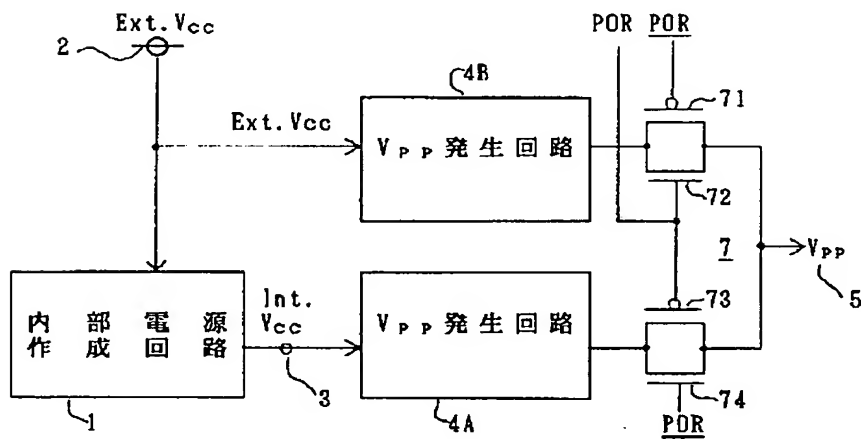 Ext.Vcc
2
POR POR
4B
71
Ext.Vcc
VPP発生回路
72
7
VPP
5
内部電源
作成回路
Int.
Vcc
VPP発生回路
73
3
74
1
4A
POR